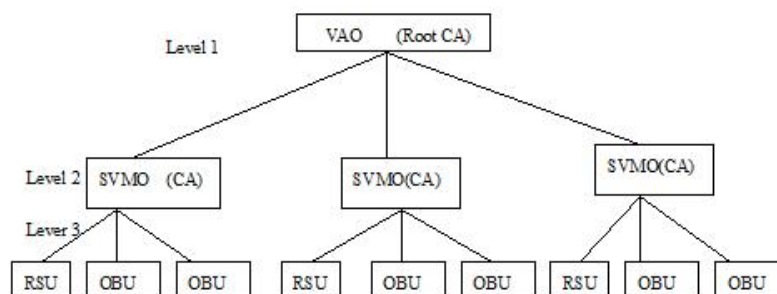 VAO (Root CA)
Level 1
Level 2
SVMO (CA)
SVMO(CA)
SVMO(CA)
Lever 3
RSU
OBU
OBU
RSU
OBU
OBU
RSU
OBU
OBU